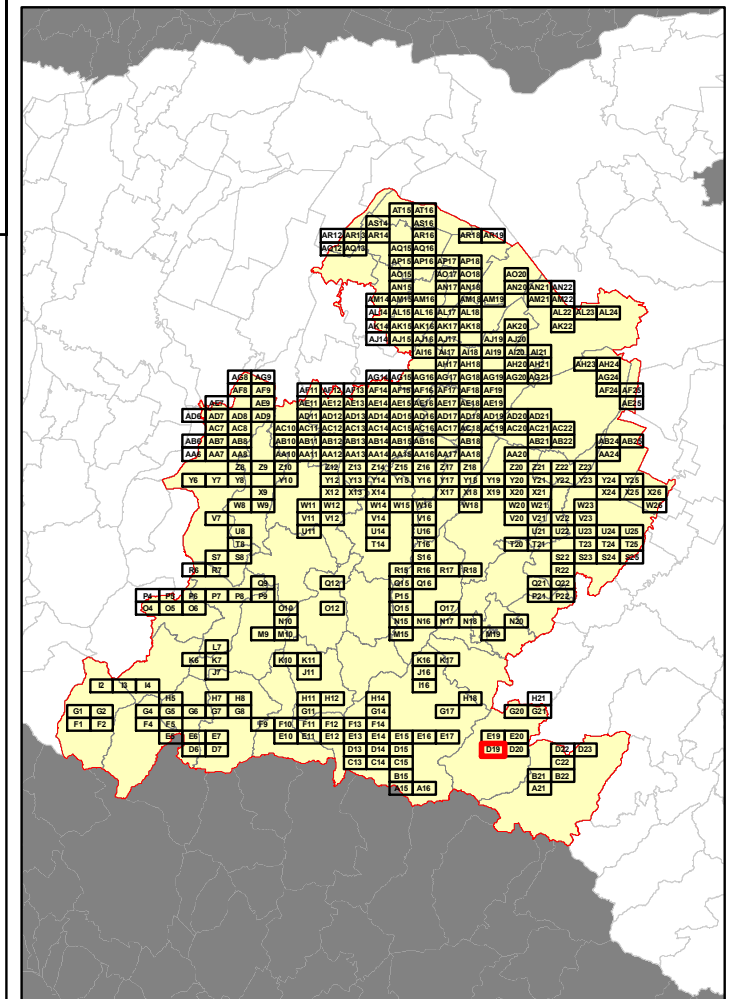 AT15 AT16
AS14 AS16
AR12 AR13 AR14 AR16 AR18 AR19
AQ12 AQ13 AQ15 AQ16
AP15 AP16 AP17 AP18
AO15 AO17 AO18 AO20
AN15 AN17 AN18 AN20 AN21 AN22
AM14 AM15 AM16 AM18 AM19 AM21 AM22
AL14 AL15 AL16 AL17 AL18 AL22 AL23 AL24
AK14 AK15 AK16 AK17 AK18 AK20 AK22
AJ14 AJ15 AJ16 AJ17 AJ19 AJ20
AI16 AI17 AI18 AI19 AI20 AI21
AH17 AH18 AH20 AH21 AH23 AH24
AG8 AG9 AG14 AG15 AG16 AG17 AG18 AG19 AG20 AG21 AG24
AF8 AF9 AF11 AF12 AF13 AF14 AF15 AF16 AF17 AF18 AF19 AF24 AF25
AE7 AE9 AE11 AE12 AE13 AE14 AE15 AE16 AE17 AE18 AE19 AE25
AD6 AD7 AD8 AD9 AD11 AD12 AD13 AD14 AD15 AD16 AD17 AD18 AD19 AD20 AD21
AC7 AC8 AC10 AC11 AC12 AC13 AC14 AC15 AC16 AC17 AC18 AC19 AC20 AC21 AC22
AB6 AB7 AB8 AB10 AB11 AB12 AB13 AB14 AB15 AB16 AB18 AB21 AB22 AB24 AB25
AA6 AA7 AA8 AA10 AA11 AA12 AA13 AA14 AA15 AA16 AA17 AA18 AA20 AA24
Z8 Z9 Z10 Z12 Z13 Z14 Z15 Z16 Z17 Z18 Z20 Z21 Z22 Z23
Y6 Y7 Y8 Y10 Y12 Y13 Y14 Y15 Y16 Y17 Y18 Y19 Y20 Y21 Y22 Y23 Y24 Y25
X9 X12 X13 X14 X17 X18 X19 X20 X21 X24 X25 X26
W8 W9 W11 W12 W14 W15 W16 W18 W20 W21 W23 W26
V7 V11 V12 V14 V16 V20 V21 V22 V23
U8 U11 U14 U16 U21 U22 U23 U24 U25
T8 T14 T16 T20 T21 T23 T24 T25
S7 S8 S16 S22 S23 S24 S25
R6 R7 R15 R16 R17 R18 R22
Q9 Q12 Q15 Q16 Q21 Q22
P4 P5 P6 P7 P8 P9 P15 P21 P22
O4 O5 O6 O10 O12 O15 O17
N10 N15 N16 N17 N18 N20
M9 M10 M15 M19
L7
K6 K7 K10 K11 K16 K17
J7 J11 J16
I2 I3 I4 I16
H5 H7 H8 H11 H12 H14 H18 H21
G1 G2 G4 G5 G6 G7 G8 G11 G14 G17 G20 G21
F1 F2 F4 F5 F9 F10 F11 F12 F13 F14
E5 E6 E7 E10 E11 E12 E13 E14 E15 E16 E17 E19 E20
D6 D7 D13 D14 D15 D19 D20 D22 D23
C13 C14 C15 C22
B15 B21 B22
A15 A16 A21